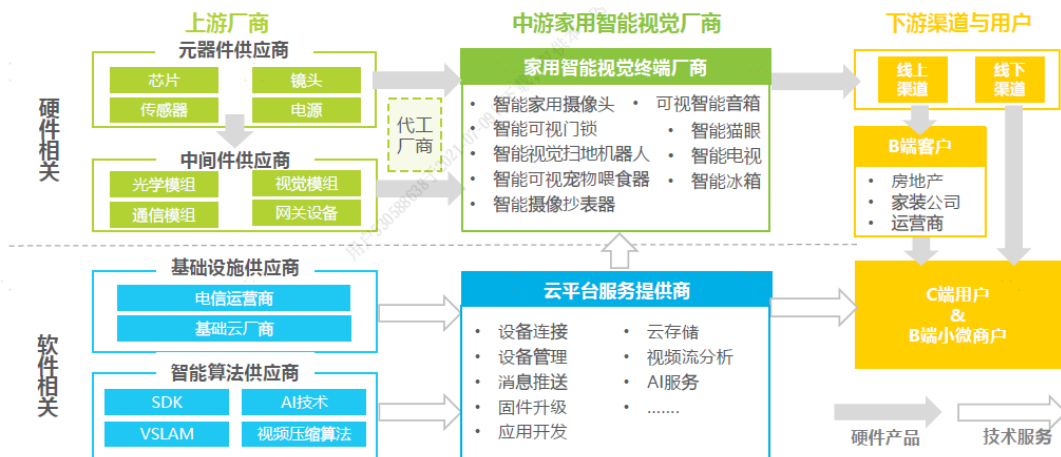 上游厂商
中游家用智能视觉厂商
下游渠道与用户
硬件相关
元器件供应商
芯片
镜头
传感器
电源
中间件供应商
光学模组
视觉模组
通信模组
网关设备
代工
厂商
家用智能视觉终端厂商
• 智能家用摄像头
• 可视智能音箱
• 智能可视门锁
• 智能猫眼
• 智能视觉扫地机器人
• 智能电视
• 智能可视宠物喂食器
• 智能冰箱
• 智能摄像抄表器
线上
渠道
线下
渠道
B端客户
• 房地产
• 家装公司
• 运营商
软件相关
基础设施供应商
电信运营商
基础云厂商
智能算法供应商
SDK
AI技术
VSLAM
视频压缩算法
云平台服务提供商
• 设备连接
• 云存储
• 设备管理
• 视频流分析
• 消息推送
• AI服务
• 固件升级
• .......
• 应用开发
C端用户
&
B端小微商户
硬件产品
技术服务